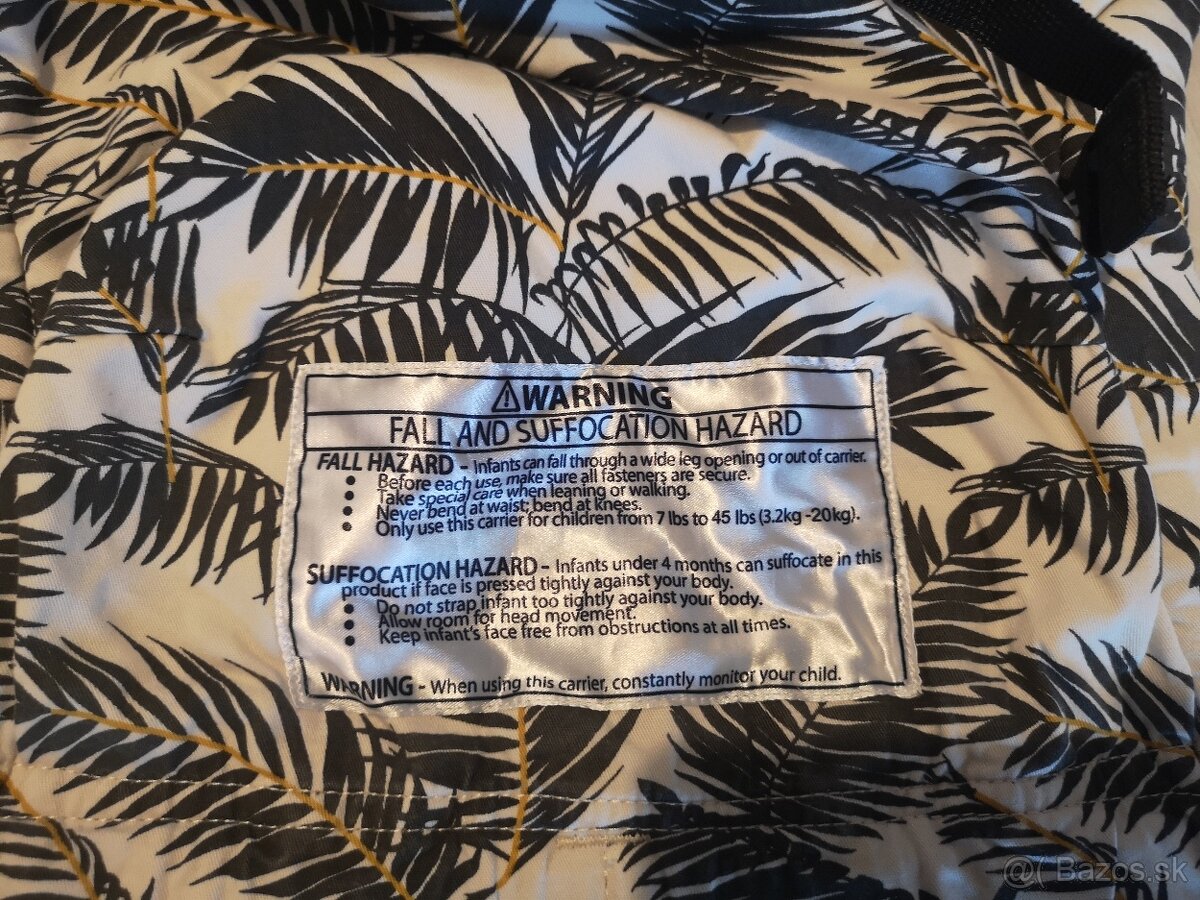 ⚠WARNING
FALL AND SUFFOCATION HAZARD
FALL HAZARD - Infants can fall through a wide leg opening or out of carrier.
• Before each use, make sure all fasteners are secure.
• Take special care when leaning or walking.
• Never bend at waist; bend at knees.
• Only use this carrier for children from 7 lbs to 45 lbs (3.2kg -20kg).
SUFFOCATION HAZARD - Infants under 4 months can suffocate in this
product if face is pressed tightly against your body.
• Do not strap infant too tightly against your body.
• Allow room for head movement.
• Keep infant's face free from obstructions at all times.
WARNING - When using this carrier, constantly monitor your child.
@( Bazos.sk